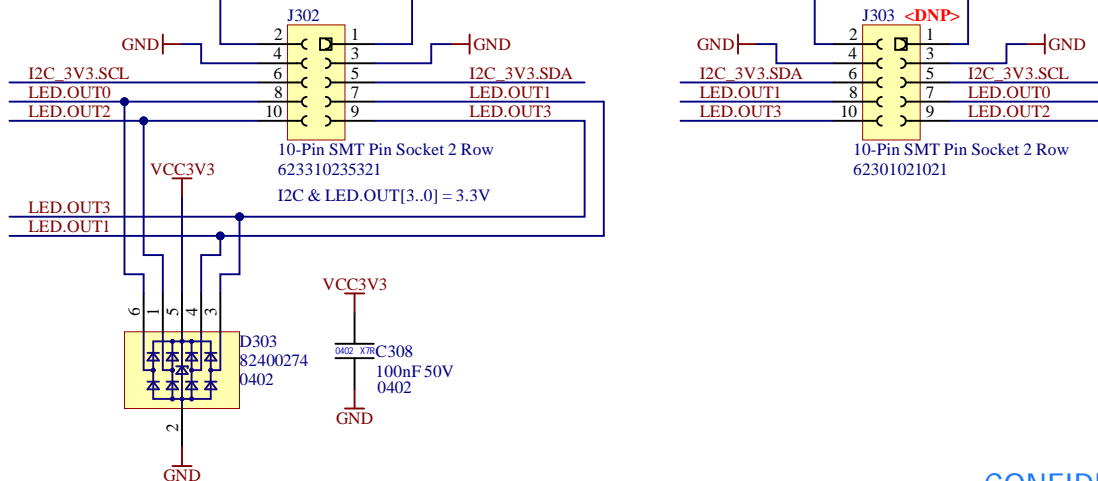 J302
2 1
GND 4 3 GND
I2C_3V3.SCL 6 5 I2C_3V3.SDA
LED.OUT0 8 7 LED.OUT1
LED.OUT2 10 9 LED.OUT3
10-Pin SMT Pin Socket 2 Row
623310235321
I2C & LED.OUT[3..0] = 3.3V
VCC3V3
LED.OUT3
LED.OUT1
6 1 5 4 3
D303
82400274
0402
2
GND
VCC3V3
0402 X7R
C308
100nF 50V
0402
GND
J303 <DNP>
2 1
GND 4 3 GND
I2C_3V3.SDA 6 5 I2C_3V3.SCL
LED.OUT1 8 7 LED.OUT0
LED.OUT3 10 9 LED.OUT2
10-Pin SMT Pin Socket 2 Row
62301021021